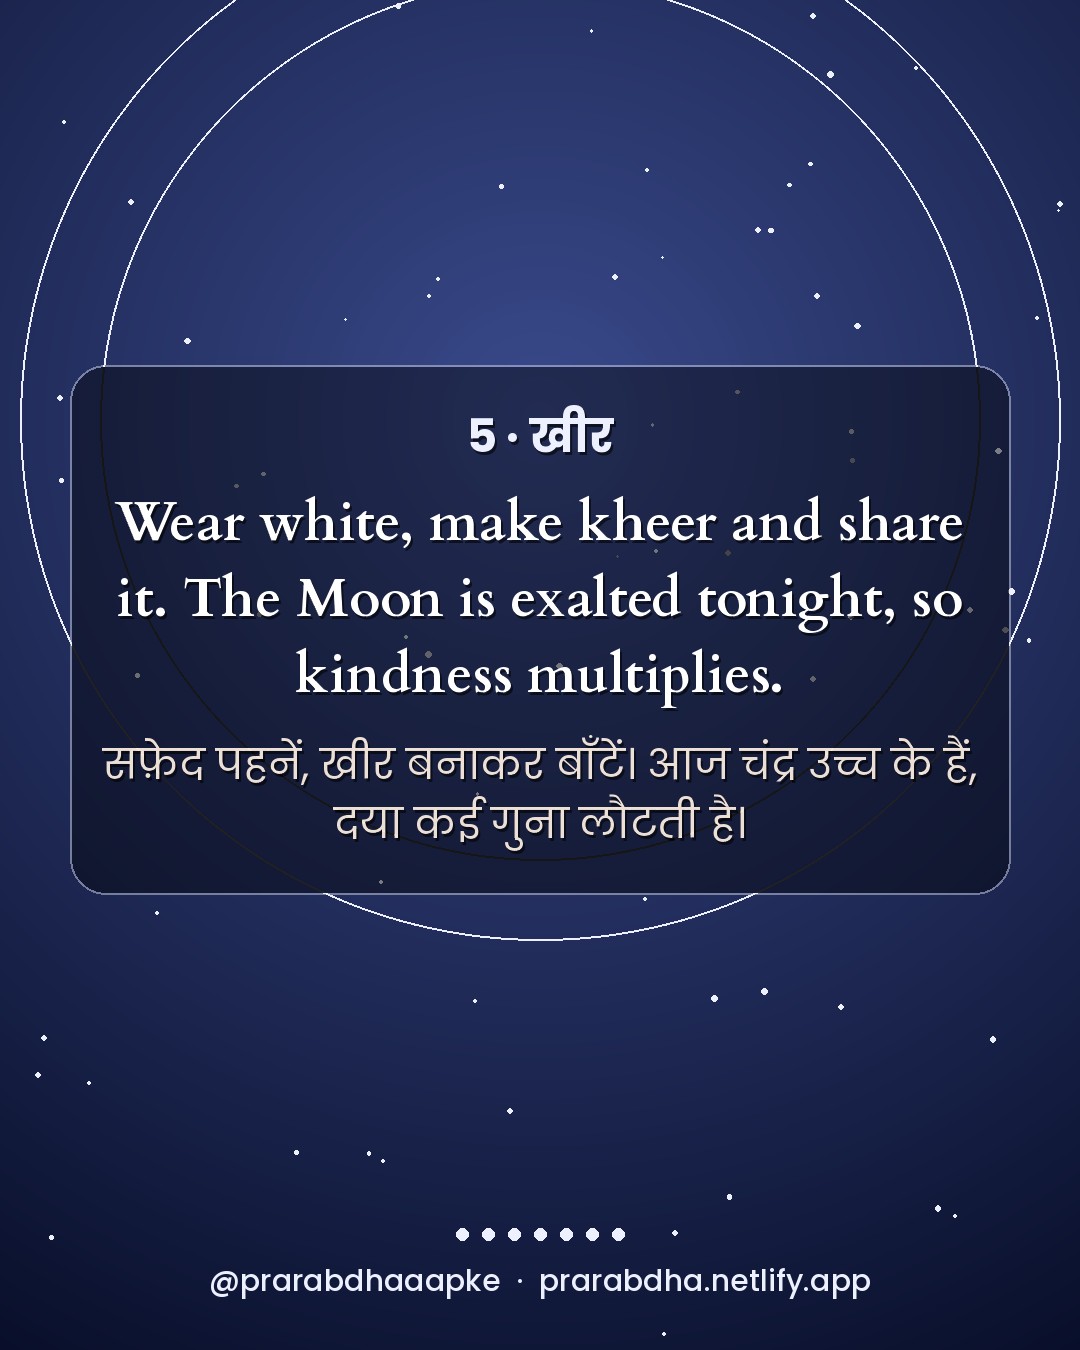 5 · खीर
Wear white, make kheer and share
it. The Moon is exalted tonight, so
kindness multiplies.
सफ़ेद पहनें, खीर बनाकर बाँटें। आज चंद्र उच्च के हैं,
दया कई गुना लौटती है।
@prarabdhaaapke · prarabdha.netlify.app